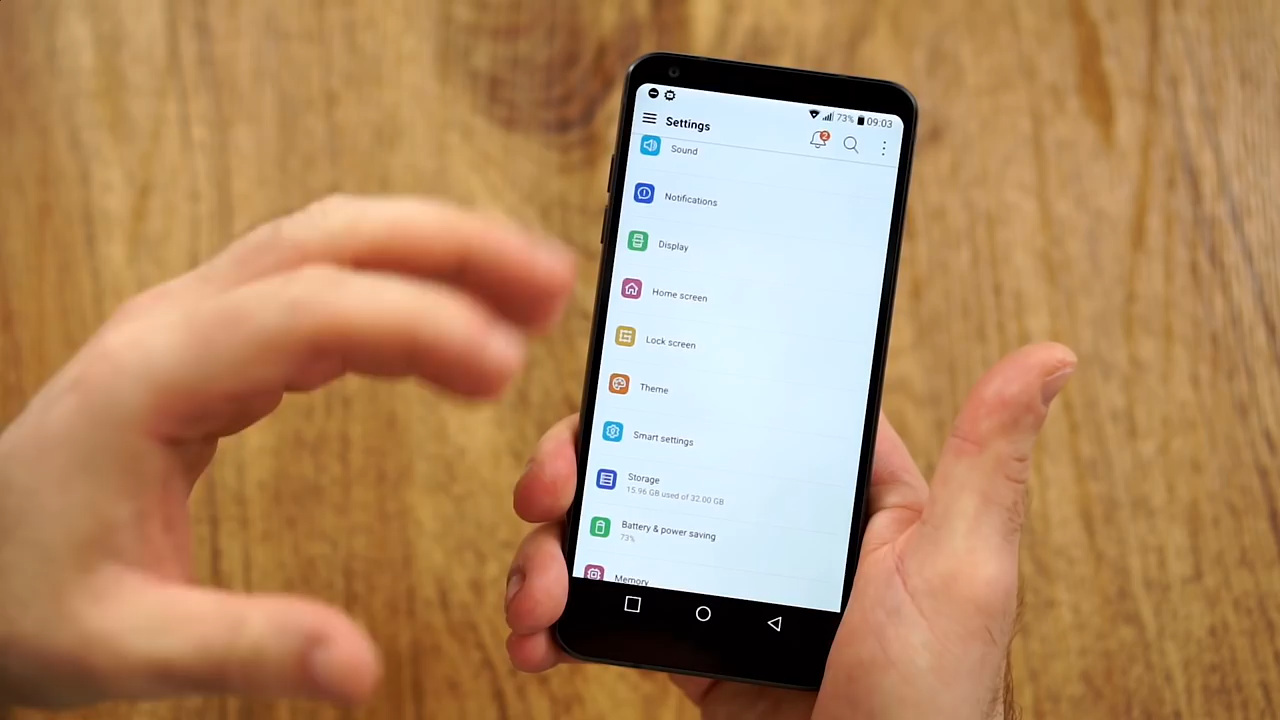 73% 09:03
Settings
2
Sound
Notifications
Display
Home screen
Lock screen
Theme
Smart settings
Storage
15.96 GB used of 32.00 GB
Battery & power saving
73%
Memory